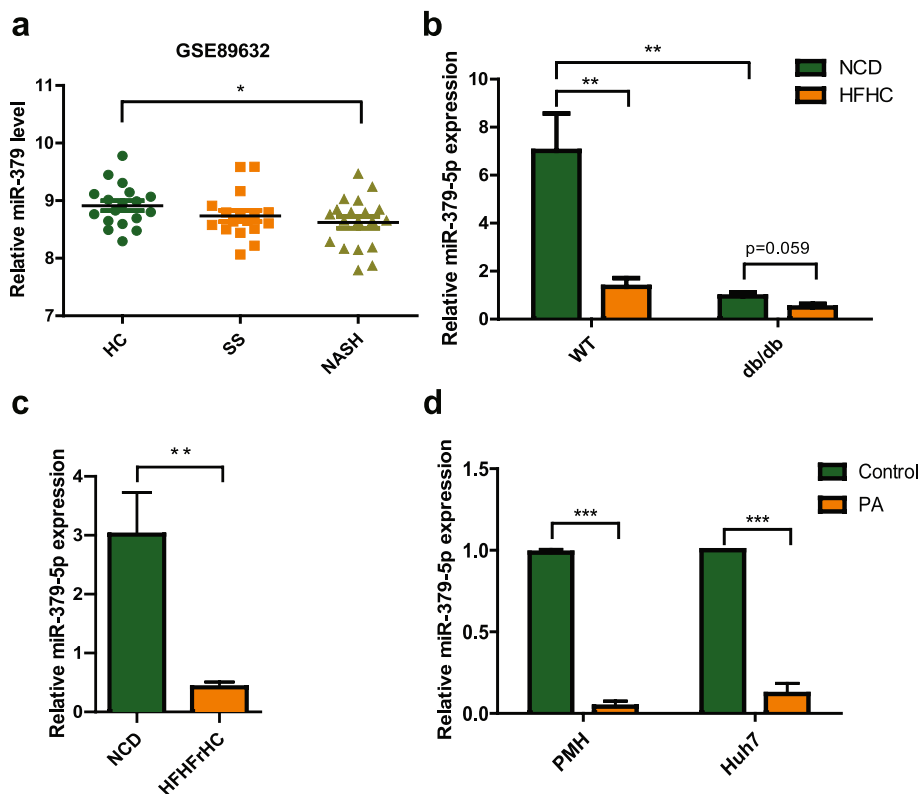 a
GSE89632
Relative miR-379 level
11
10
9
8
7
*
HC
SS
NASH
b
Relative miR-379-5p expression
10
8
6
4
2
0
**
**
p=0.059
WT
db/db
NCD
HFHC
c
Relative miR-379-5p expression
4
3
2
1
0
**
NCD
HFHFrHC
d
Relative miR-379-5p expression
1.5
1.0
0.5
0.0
***
***
PMH
Huh7
Control
PA